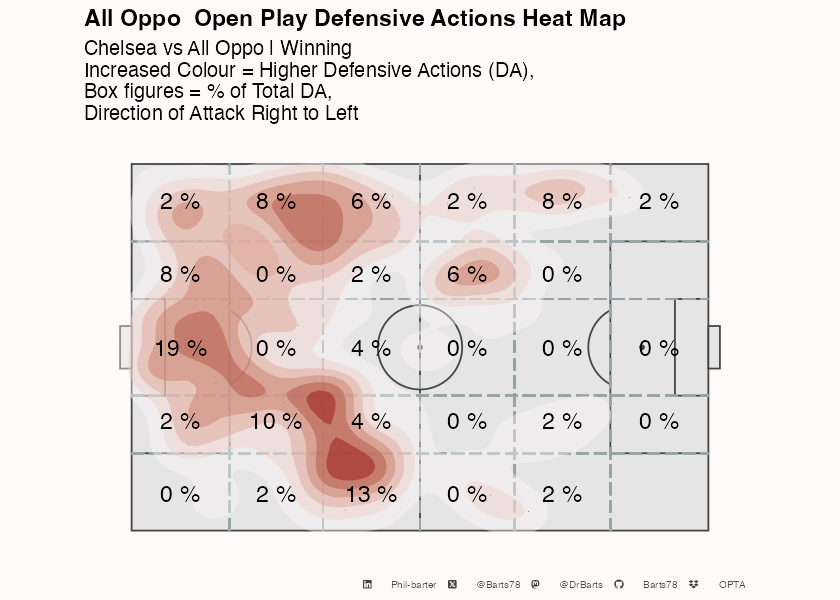 All Oppo  Open Play Defensive Actions Heat Map
Chelsea vs All Oppo | Winning
Increased Colour = Higher Defensive Actions (DA),
Box figures = % of Total DA,
Direction of Attack Right to Left
2 % 8 % 6 % 2 % 8 % 2 %
8 % 0 % 2 % 6 % 0 %
19 % 0 % 4 % 0 % 0 % 0 %
2 % 10 % 4 % 0 % 2 % 0 %
0 % 2 % 13 % 0 % 2 %
Phil-barter @Barts78 @DrBarts Barts78 OPTA